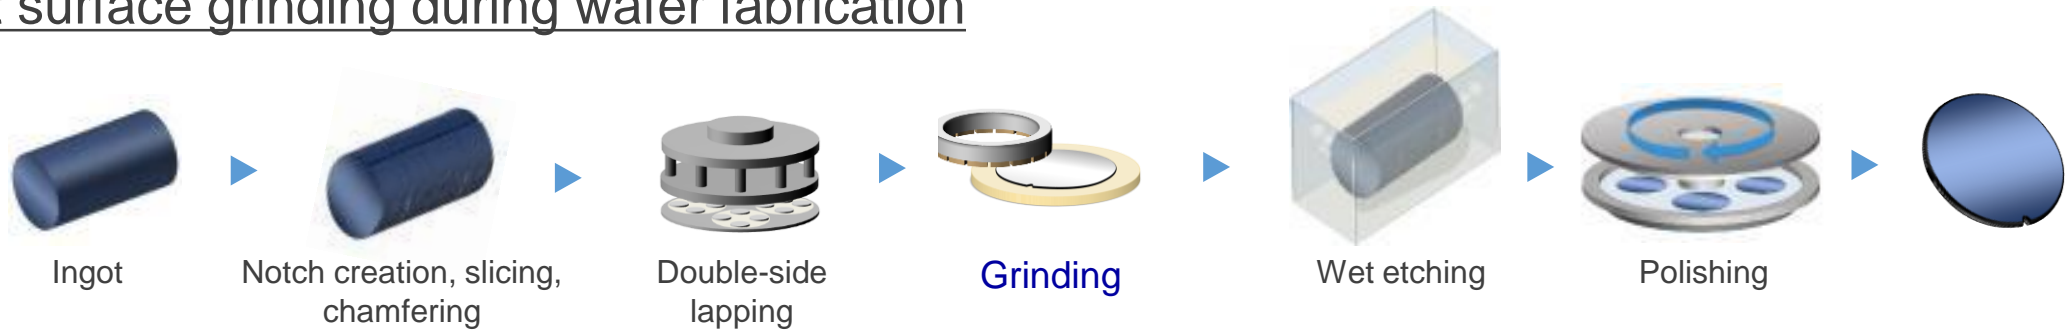 surface grinding during wafer fabrication
Ingot
Notch creation, slicing,
chamfering
Double-side
lapping
Grinding
Wet etching
Polishing